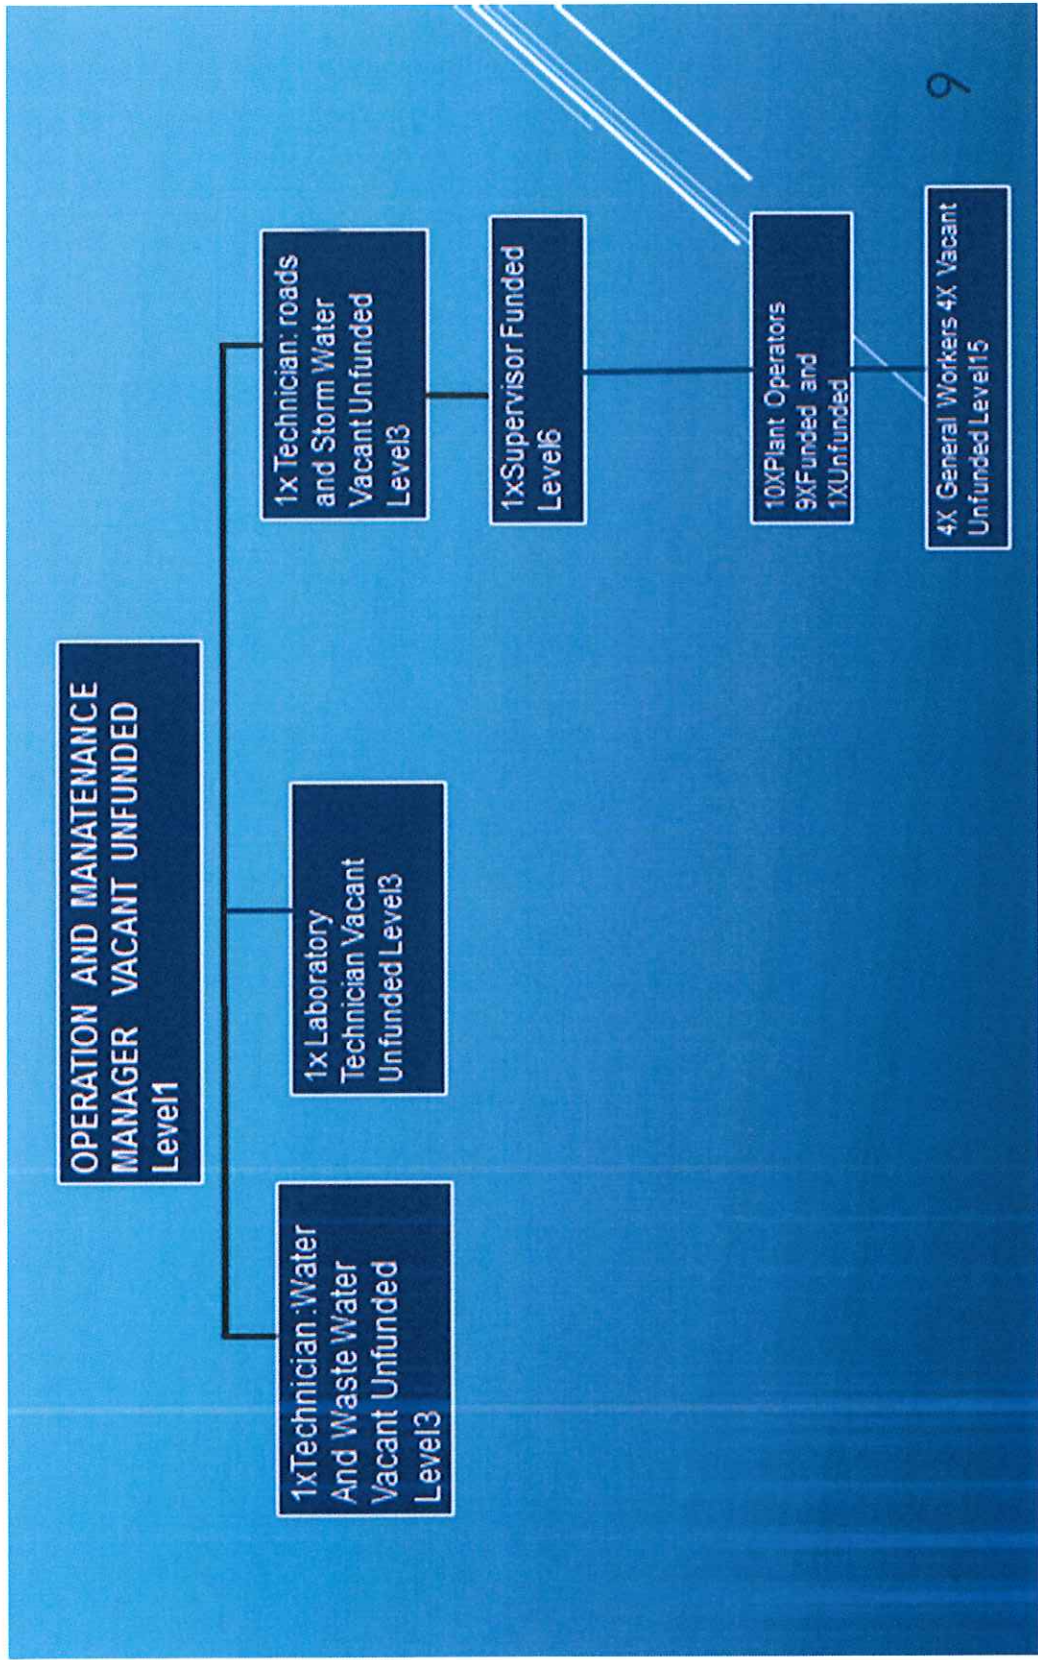 OPERATION AND MANATENANCE
MANAGER VACANT UNFUNDED
Level1
1xTechnician :Water
And Waste Water
Vacant Unfunded
Level3
1x Laboratory
Technician Vacant
Unfunded Level3
1x Technician: roads
and Storm Water
Vacant Unfunded
Level3
1xSupervisor Funded
Level6
10XPlant Operators
9XFunded and
1XUnfunded
4X General Workers 4X Vacant
Unfunded Level15
9